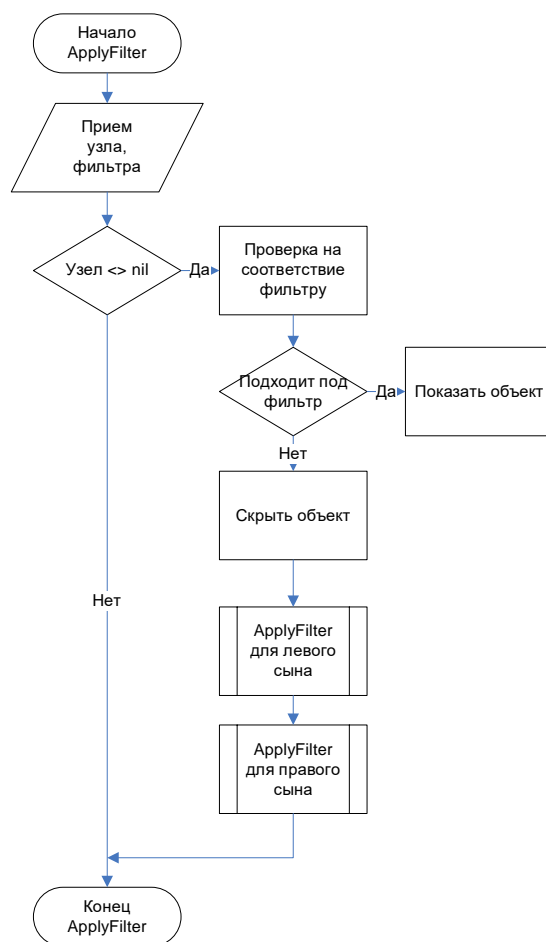 Начало
ApplyFilter
Прием
узла,
фильтра
Узел <> nil
Да
Проверка на
соответствие
фильтру
Подходит под
фильтр
Да
Показать объект
Нет
Скрыть объект
Нет
ApplyFilter
для левого
сына
ApplyFilter
для правого
сына
Конец
ApplyFilter